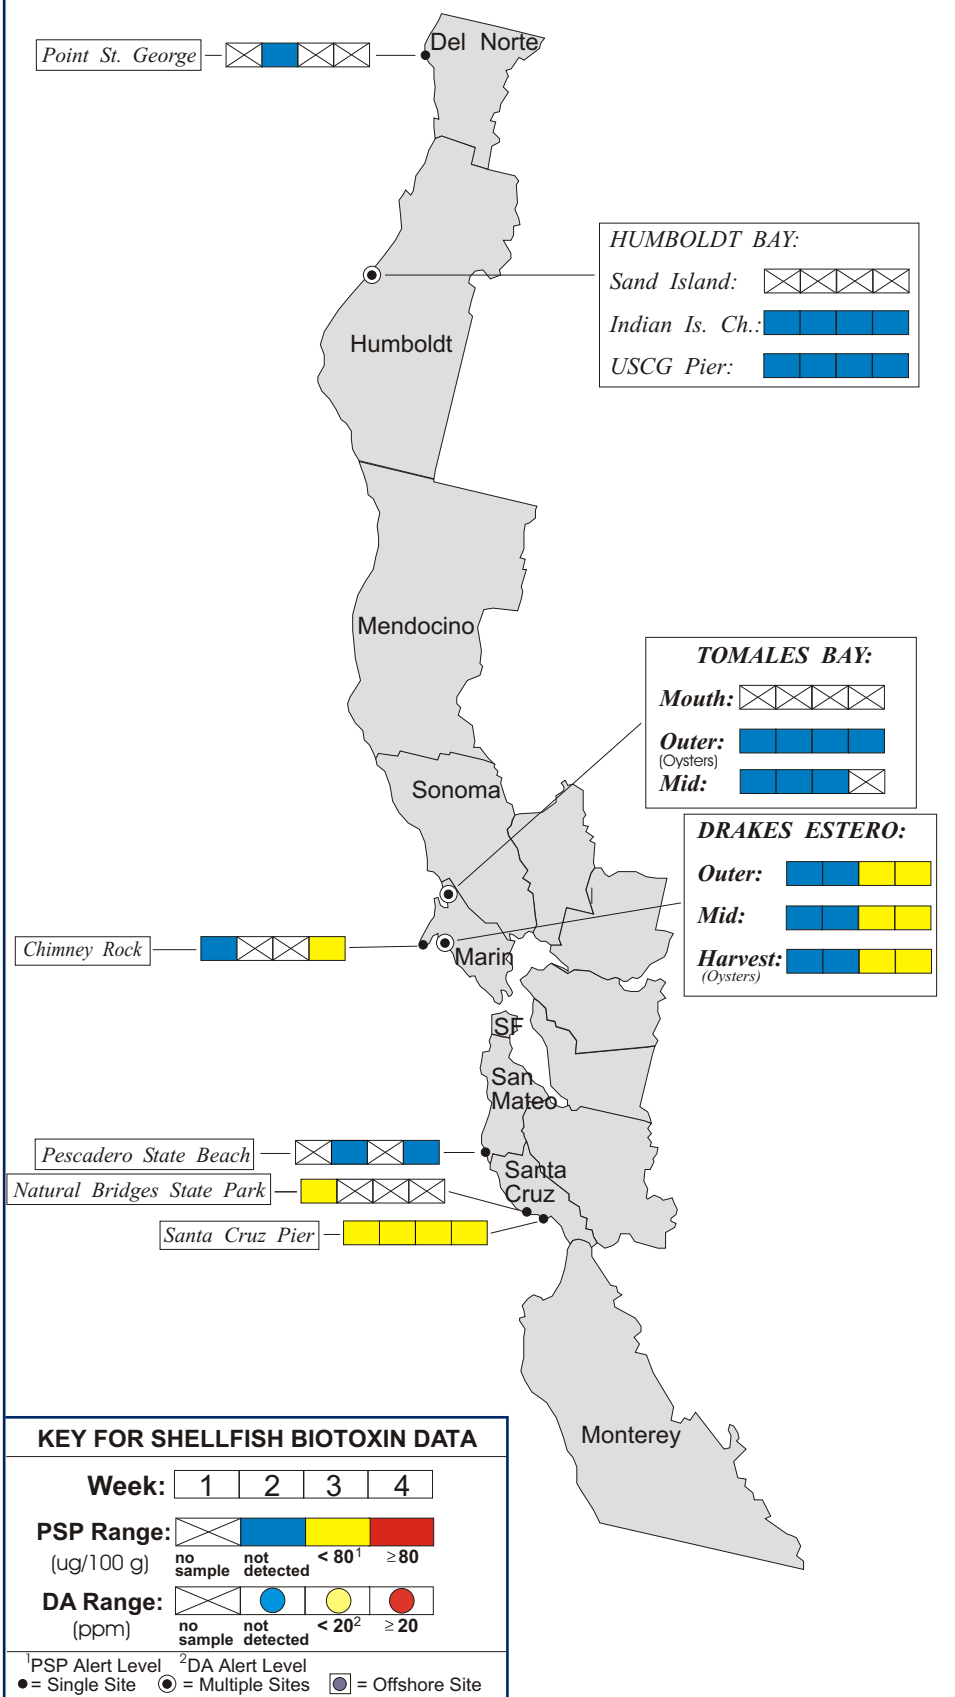 Point St. George
Del Norte
HUMBOLDT BAY:
Sand Island:
Indian Is. Ch.:
USCG Pier:
Humboldt
Mendocino
TOMALES BAY:
Mouth:
Outer:
(Oysters)
Mid:
Sonoma
DRAKES ESTERO:
Outer:
Mid:
Harvest:
(Oysters)
Chimney Rock
Marin
SF
San
Mateo
Pescadero State Beach
Santa
Cruz
Natural Bridges State Park
Santa Cruz Pier
Monterey
KEY FOR SHELLFISH BIOTOXIN DATA
Week: 1 2 3 4
PSP Range:
(ug/100 g)
no sample not detected < 80¹ ≥80
DA Range:
(ppm)
no sample not detected < 20² ≥ 20
¹PSP Alert Level ²DA Alert Level
= Single Site = Multiple Sites = Offshore Site